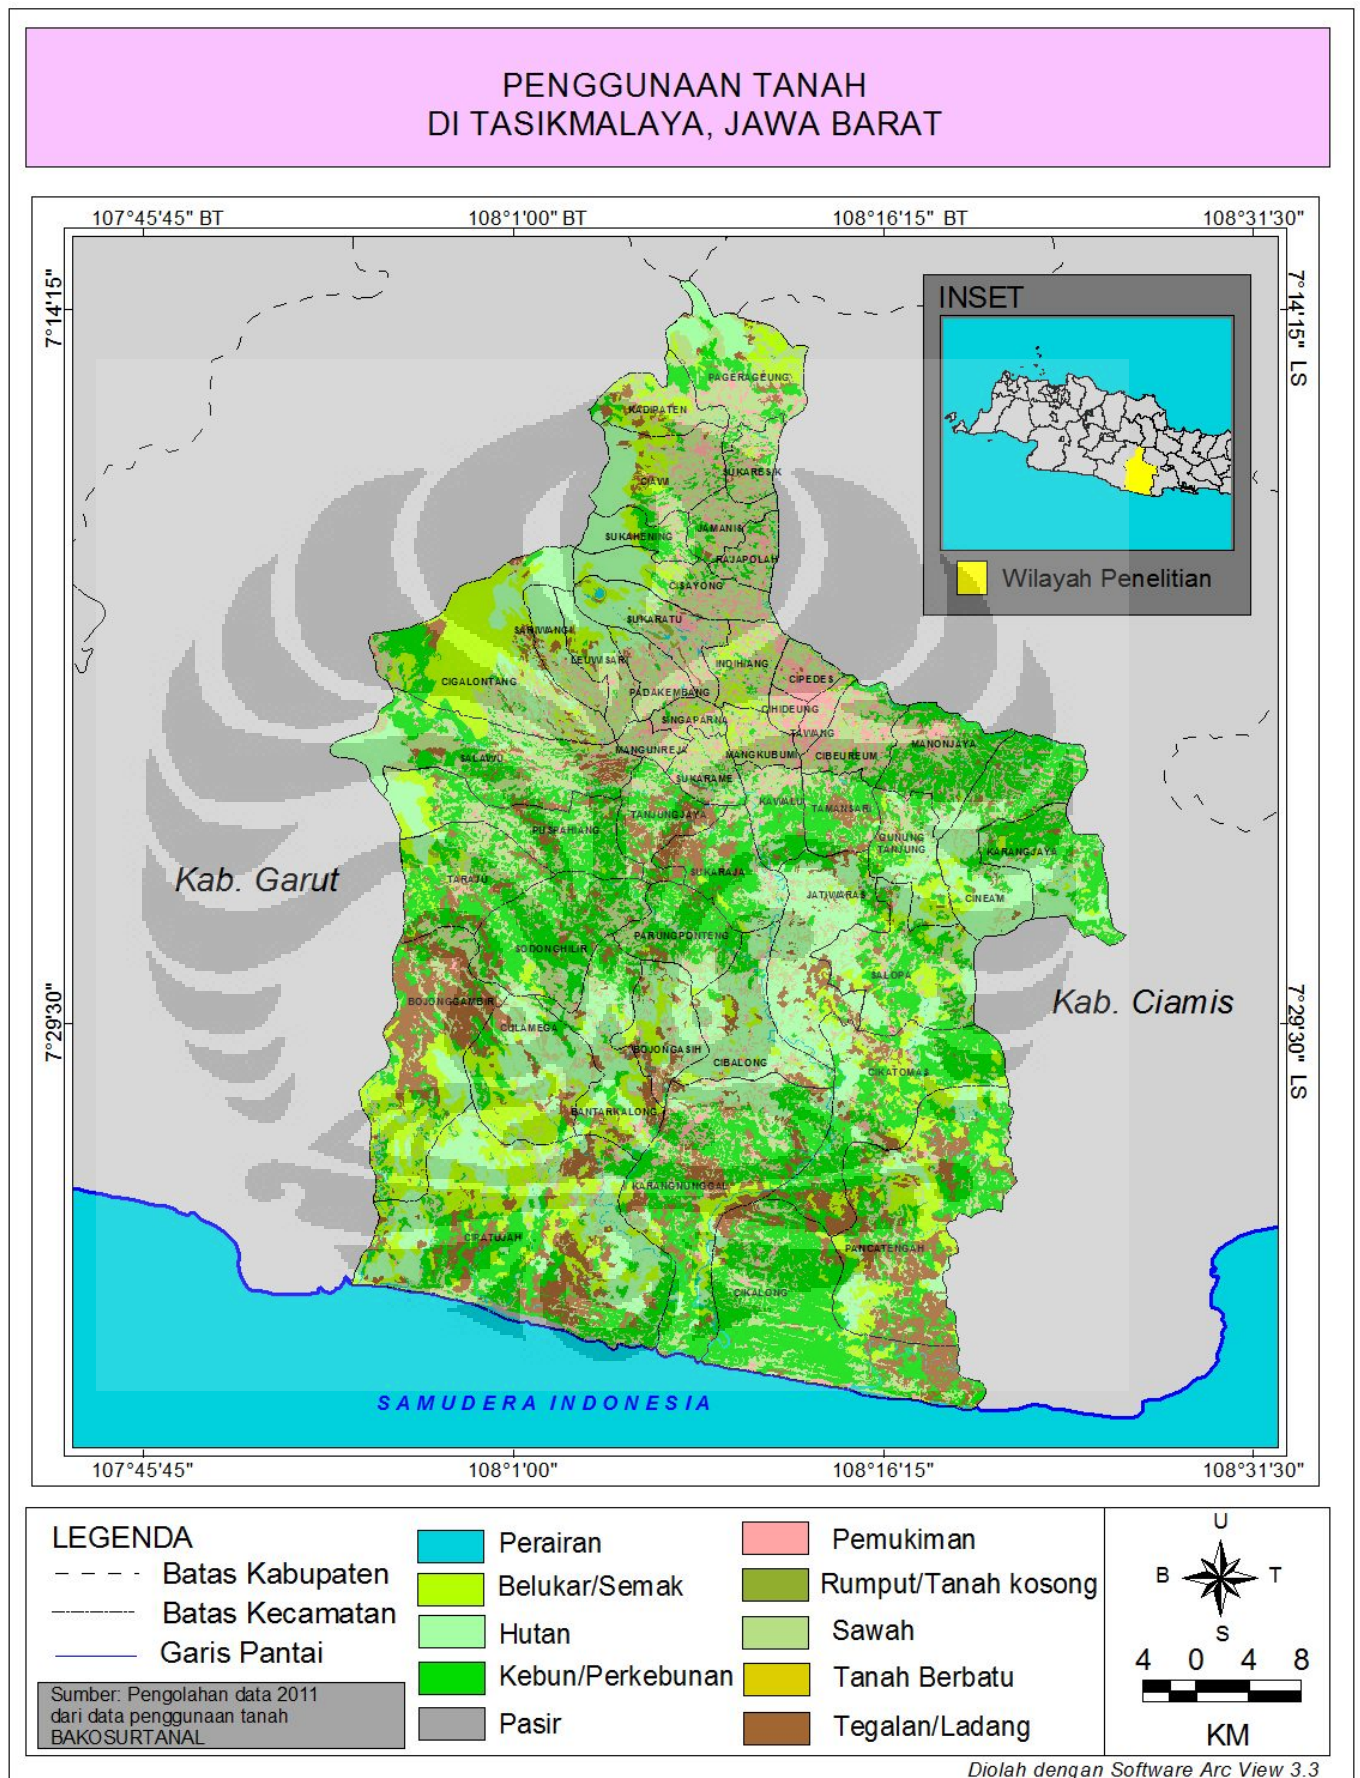 PENGGUNAAN TANAH
DI TASIKMALAYA, JAWA BARAT
107°45'45" BT
108°1'00" BT
108°16'15" BT
108°31'30"
7°14'15"
7°14'15" LS
INSET
Wilayah Penelitian
PAGERAGEUNG
KADIPATEN
SUKARESIK
CIAWI
JAMANIS
SUKAHENING
RAJAPOLAH
CISAYONG
SUKARATU
SARIWANGI
LEUWISARI
INDIHIANG
CIPEDES
CIGALONTANG
PADAKEMBANG
CIHIDEUNG
SINGAPARNA
TAWANG
MANONJAYA
MANGUNREJA
MANGKUBUMI
CIBEUREUM
SALAWU
SUKARAME
KAWALU
TAMANSARI
TANJUNGJAYA
PUSPAHIANG
GUNUNG
TANJUNG
KARANGJAYA
SUKARAJA
TARAJU
JATIWARAS
CINEAM
Kab. Garut
PARUNGPONTENG
SODONGHILIR
SALOPA
BOJONGGAMBIR
Kab. Ciamis
CULAMEGA
7°29'30"
7°29'30" LS
BOJONGASIH
CIBALONG
CIKATOMAS
BANTARKALONG
KARANGNUNGGAL
CIPATUJAH
PANCATENGAH
CIKALONG
SAMUDERA INDONESIA
107°45'45"
108°1'00"
108°16'15"
108°31'30"
LEGENDA
Batas Kabupaten
Batas Kecamatan
Garis Pantai
Sumber: Pengolahan data 2011
dari data penggunaan tanah
BAKOSURTANAL
Perairan
Belukar/Semak
Hutan
Kebun/Perkebunan
Pasir
Pemukiman
Rumput/Tanah kosong
Sawah
Tanah Berbatu
Tegalan/Ladang
U
B
T
S
4 0 4 8
KM
Diolah dengan Software Arc View 3.3